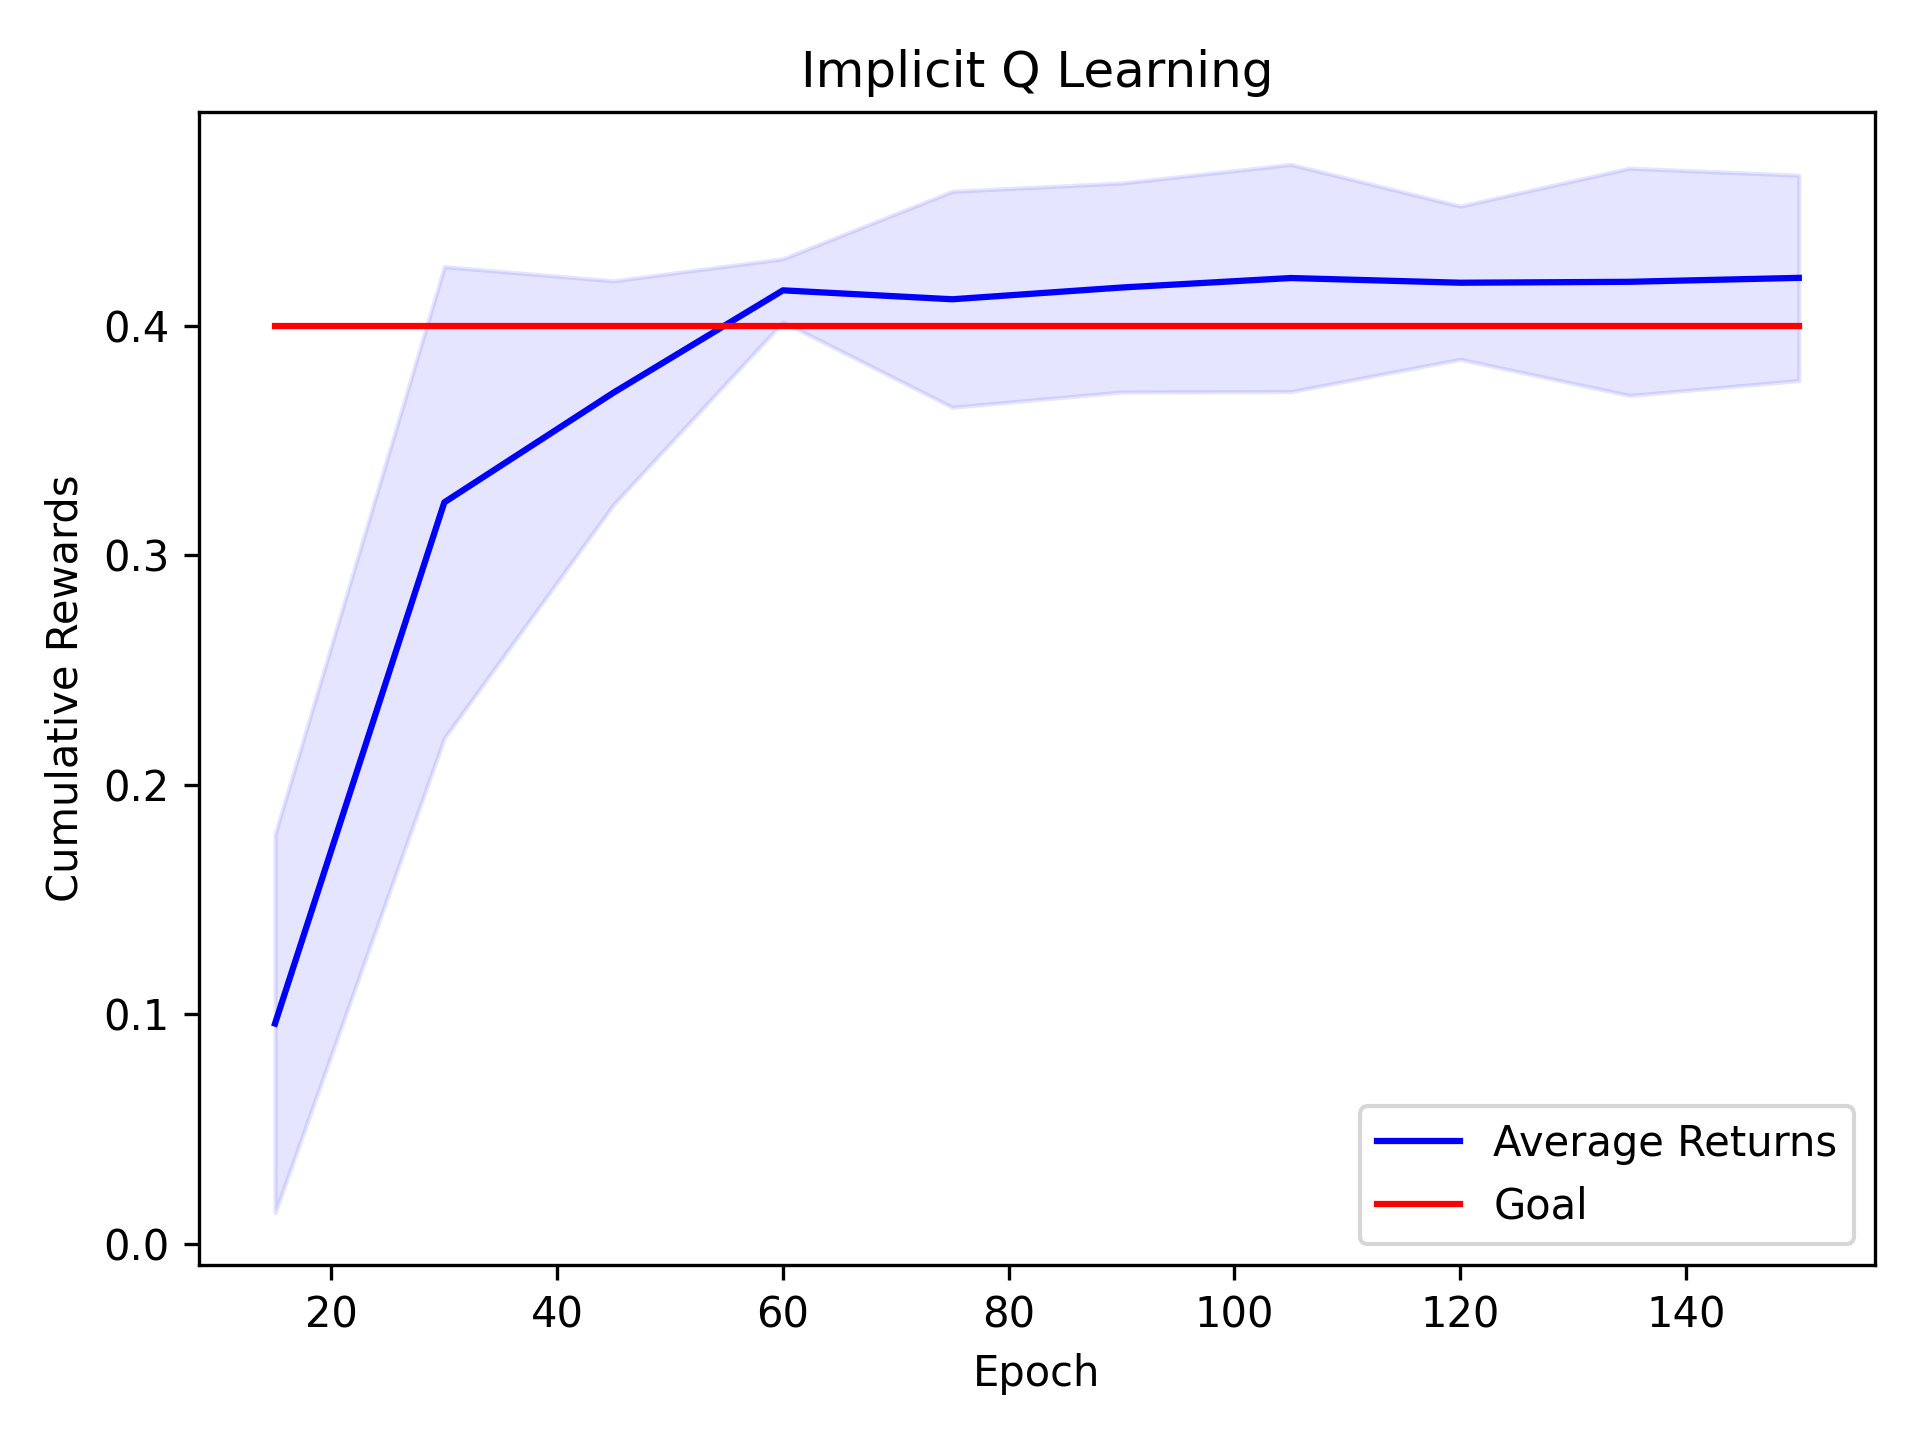 Implicit Q Learning
Cumulative Rewards
0.4
0.3
0.2
0.1
0.0
20 40 60 80 100 120 140
Epoch
Average Returns
Goal